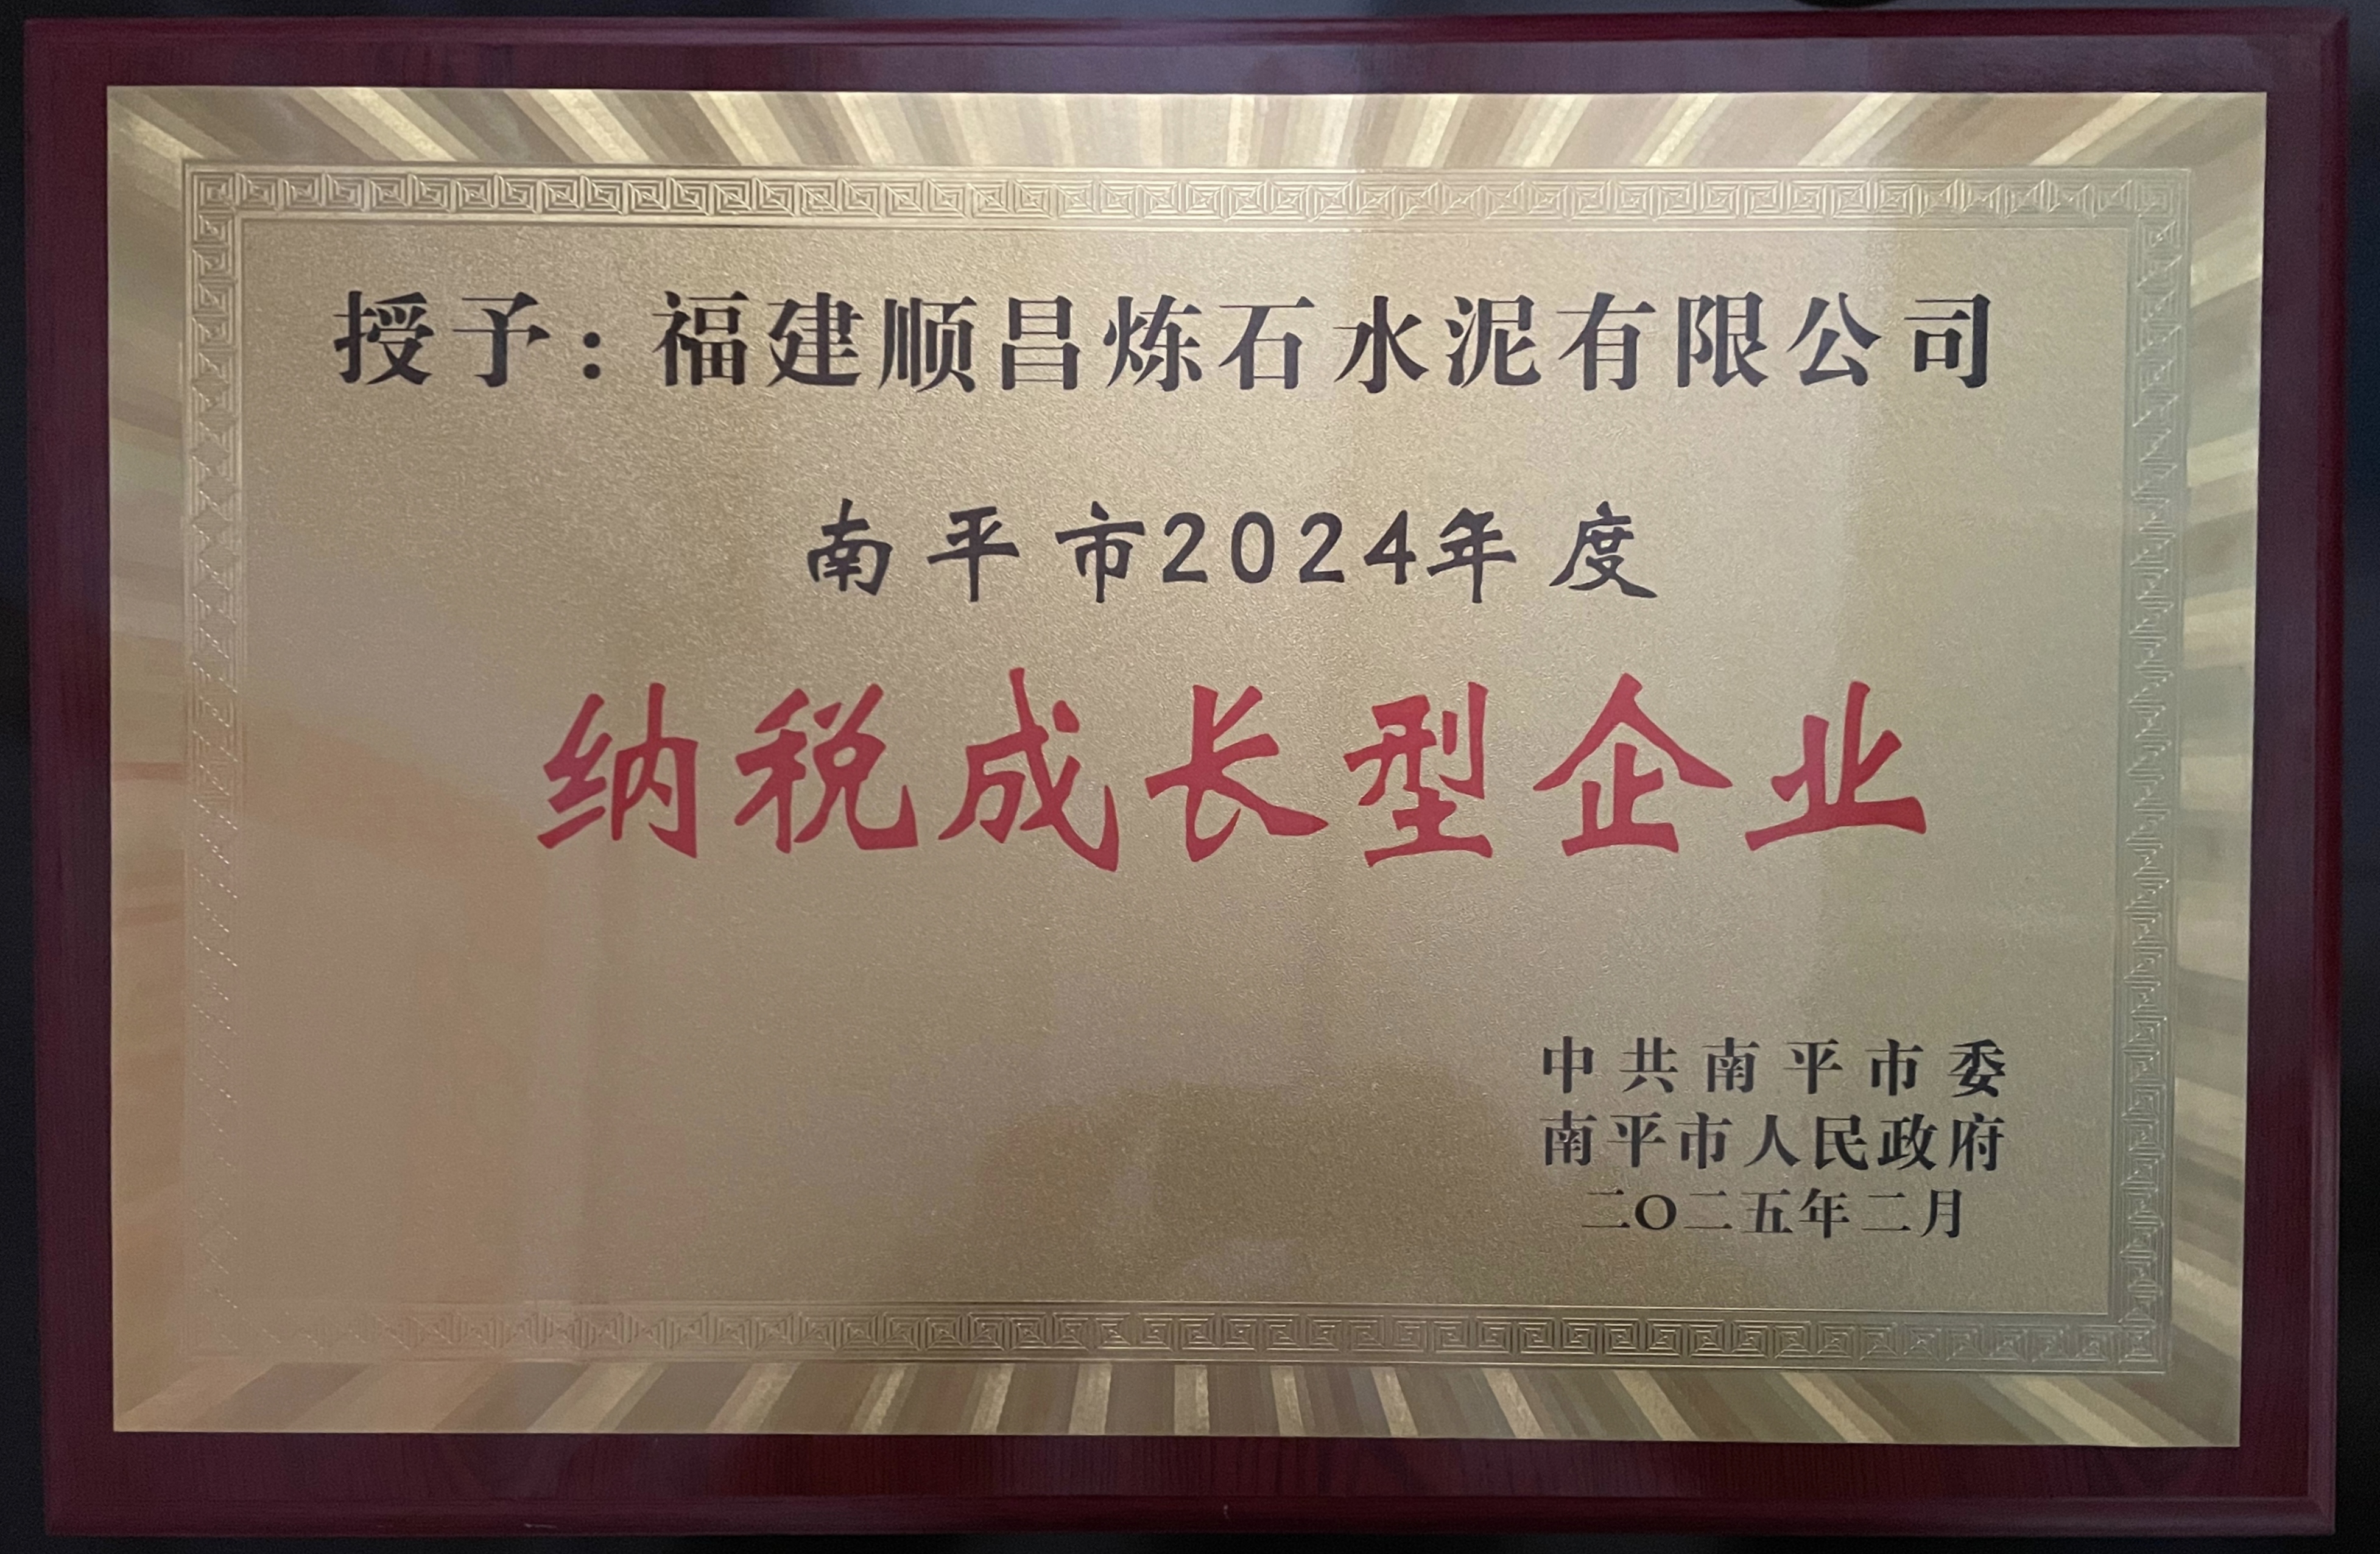 授予：福建顺昌炼石水泥有限公司
南平市2024年度
纳税成长型企业
中共南平市委
南平市人民政府
二〇二五年二月